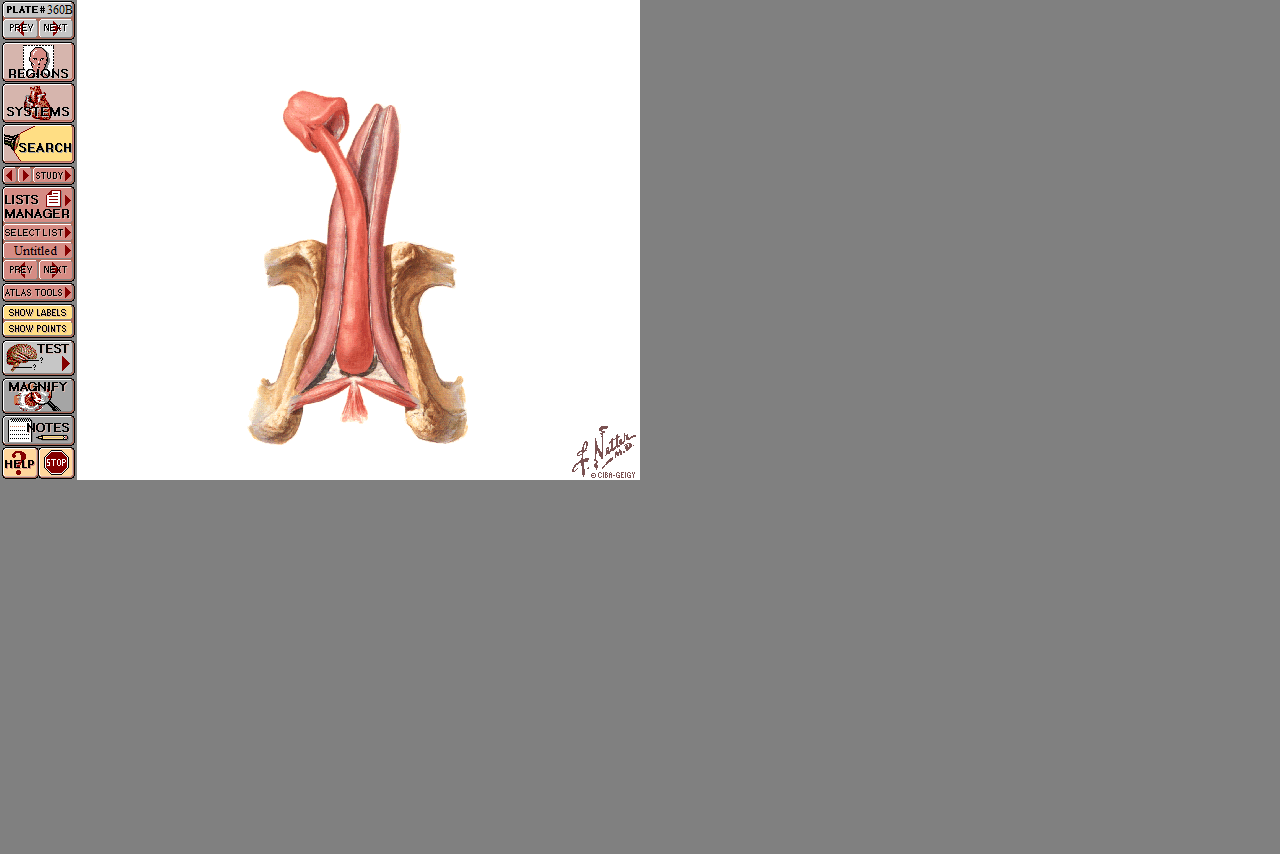 PLATE# 360B
PREV NEXT
REGIONS
SYSTEMS
SEARCH
STUDY
LISTS
MANAGER
SELECT LIST
Untitled
PREV NEXT
ATLAS TOOLS
SHOW LABELS
SHOW POINTS
TEST
?
?
MAGNIFY
NOTES
HELP ? STOP
F. Netter
M.D.
© CIBA-GEIGY